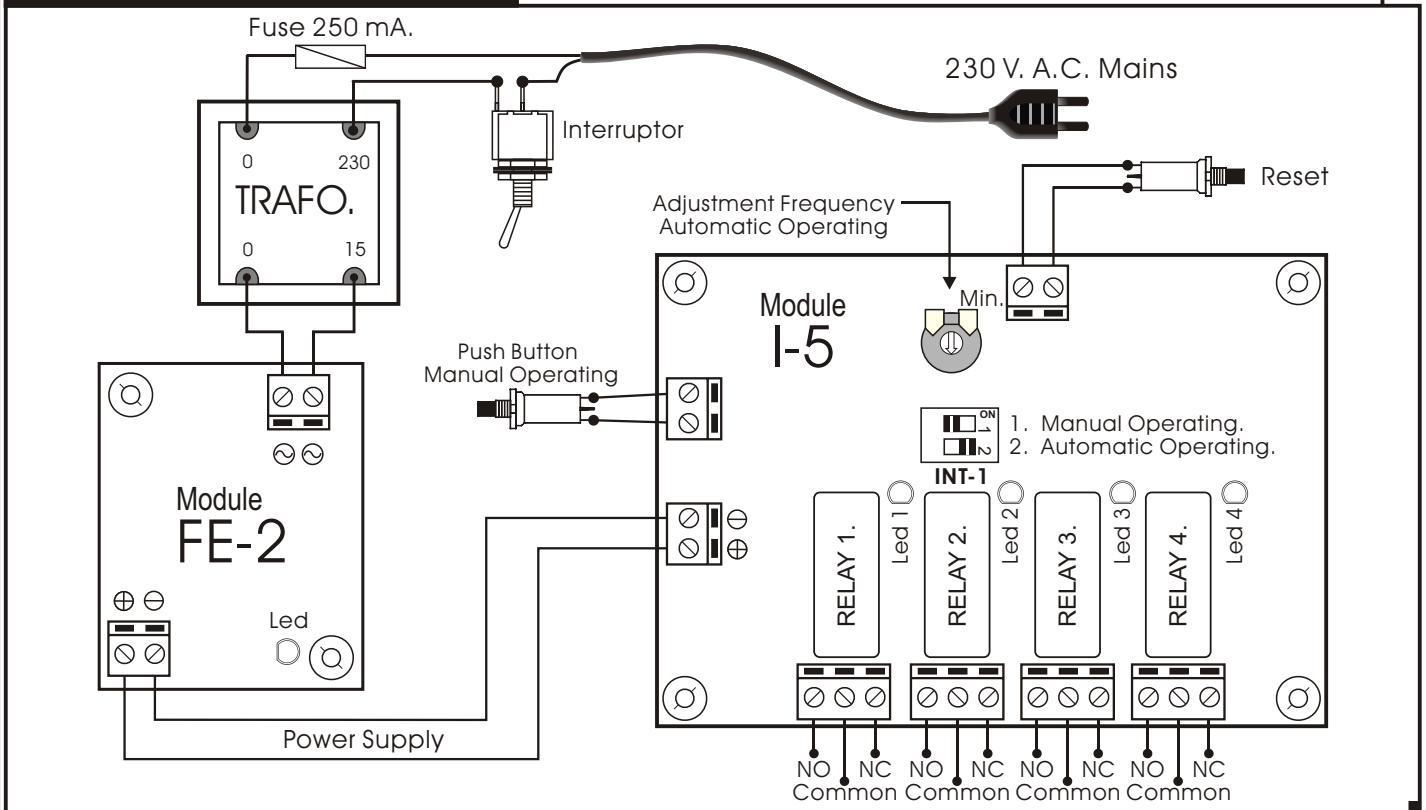 Fuse 250 mA.
230 V. A.C. Mains
Interruptor
0 230
TRAFO.
0 15
Reset
Adjustment Frequency
Automatic Operating
Min.
Module
I-5
Push Button
Manual Operating
ON
1
2
1. Manual Operating.
2. Automatic Operating.
INT-1
Module
FE-2
Led
RELAY 1.
Led 1
RELAY 2.
Led 2
RELAY 3.
Led 3
RELAY 4.
Led 4
Power Supply
NO NC NO NC NO NC NO NC
Common Common Common Common